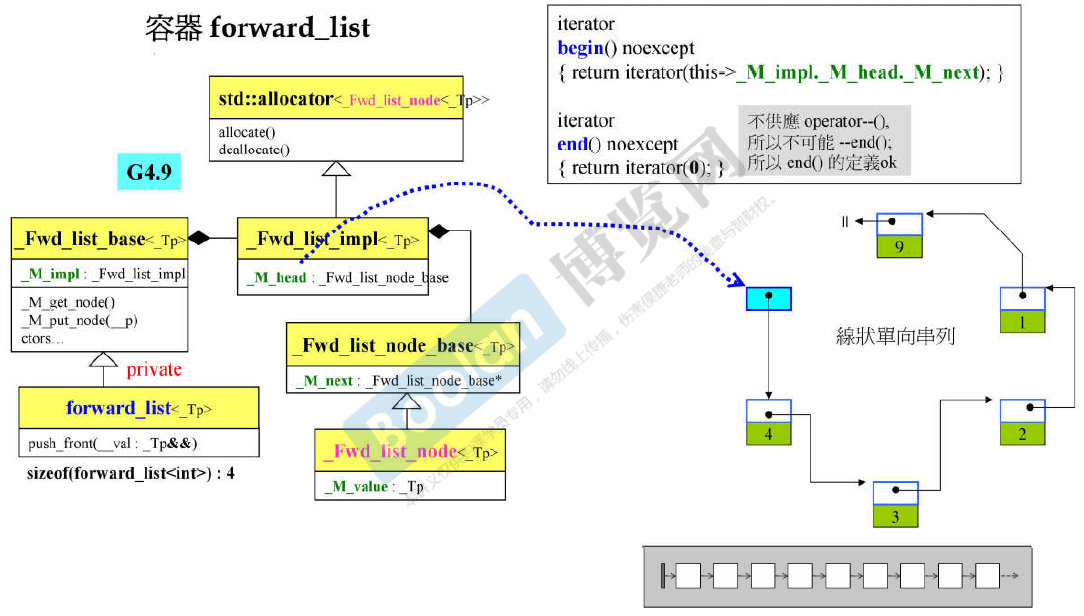 容器 forward_list
iterator
begin() noexcept
{ return iterator(this->_M_impl._M_head._M_next); }
iterator
end() noexcept
{ return iterator(0); }
不供應 operator--(),
所以不可能 --end();
所以 end() 的定義ok
std::allocator<_Fwd_list_node<_Tp>>
allocate()
deallocate()
G4.9
_Fwd_list_base<_Tp>
_M_impl : _Fwd_list_impl
_M_get_node()
_M_put_node(__p)
ctors…
_Fwd_list_impl<_Tp>
_M_head : _Fwd_list_node_base
_Fwd_list_node_base<_Tp>
_M_next : _Fwd_list_node_base*
private
forward_list<_Tp>
push_front(__val : _Tp&&)
sizeof(forward_list<int>) : 4
_Fwd_list_node<_Tp>
_M_value : _Tp
=
9
1
線狀單向串列
4
2
3
Boolan
博览网